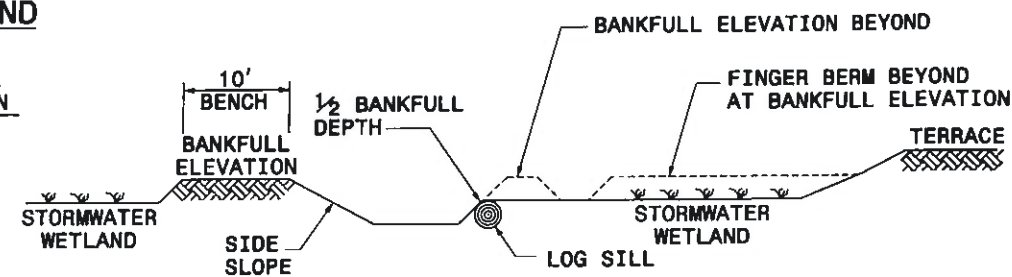 ND
N
10'
BENCH
BANKFULL
ELEVATION
½ BANKFULL
DEPTH
BANKFULL ELEVATION BEYOND
FINGER BERM BEYOND
AT BANKFULL ELEVATION
TERRACE
STORMWATER
WETLAND
SIDE
SLOPE
LOG SILL
STORMWATER
WETLAND